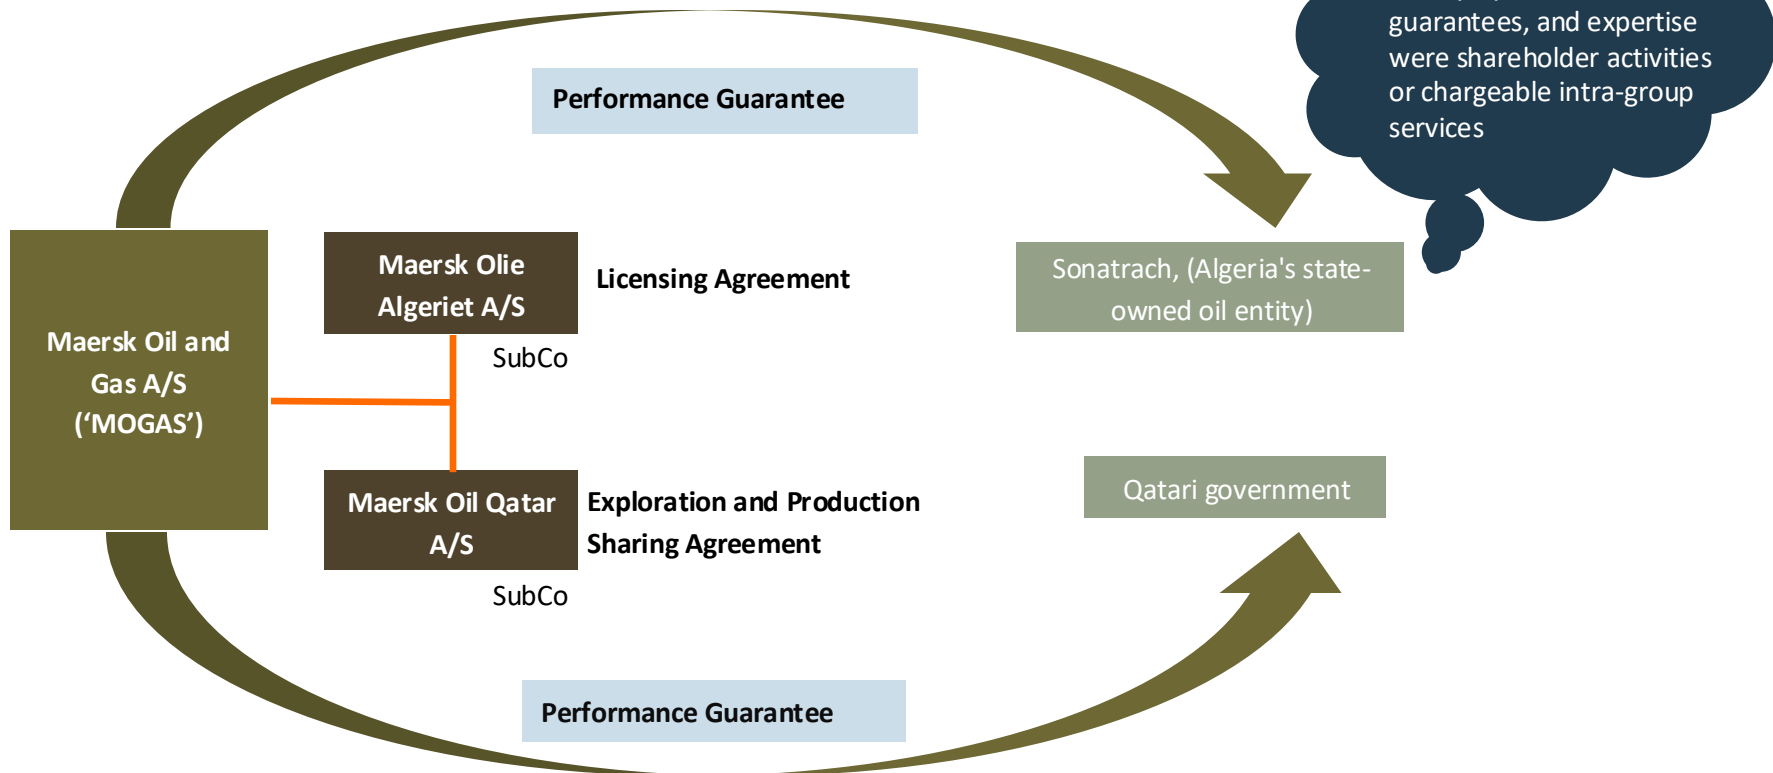 guarantees, and expertise
were shareholder activities
or chargeable intra-group
services
Performance Guarantee
Maersk Oil and
Gas A/S
(‘MOGAS’)
Maersk Olie
Algeriet A/S
Licensing Agreement
SubCo
Sonatrach, (Algeria's state-
owned oil entity)
Maersk Oil Qatar
A/S
Exploration and Production
Sharing Agreement
SubCo
Qatari government
Performance Guarantee